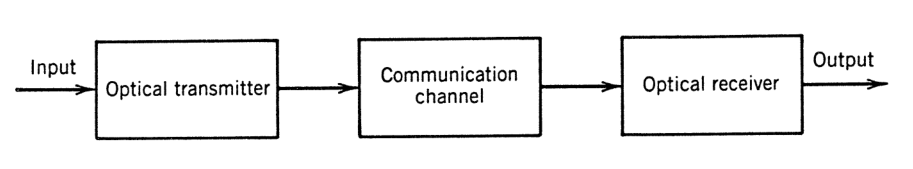 Input
Optical transmitter
Communication
channel
Optical receiver
Output